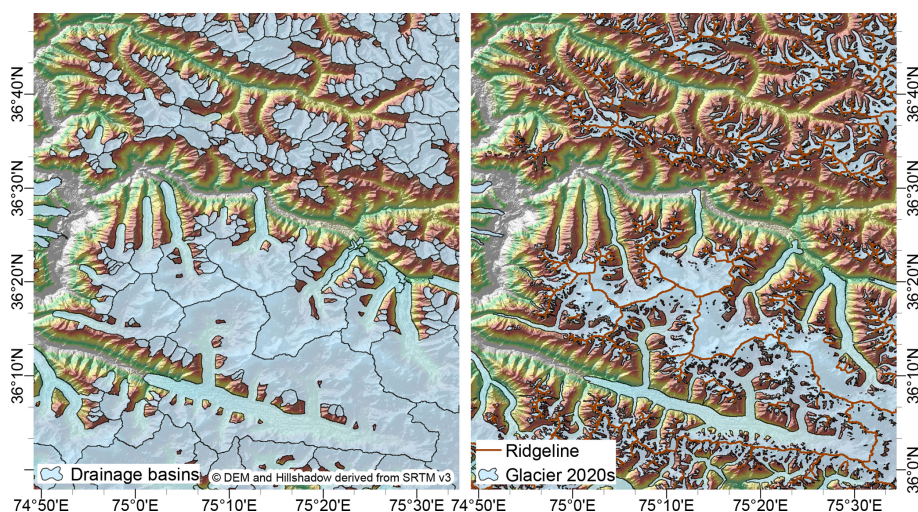 36°40'N
36°30'N
36°20'N
36°10'N
Drainage basins
© DEM and Hillshadow derived from SRTM v3
74°50'E 75°0'E 75°10'E 75°20'E 75°30'E 74
Ridgeline
Glacier 2020s
36°40'N
36°30'N
36°20'N
36°10'N
36°0'N
74°50'E 75°0'E 75°10'E 75°20'E 75°30'E